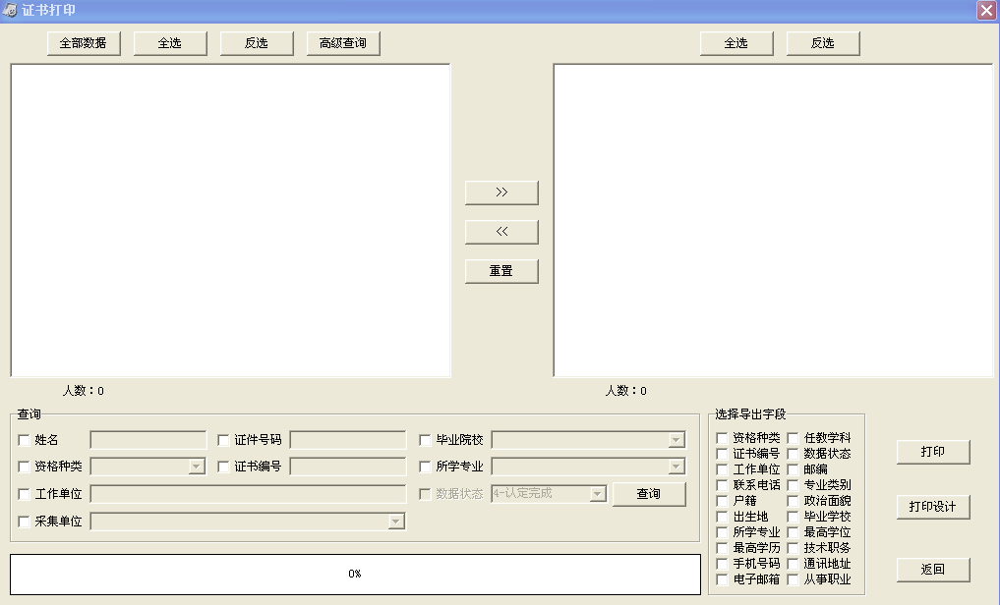 证书打印
全部数据 全选 反选 高级查询 全选 反选
>>
<<
重置
人数：0 人数：0
查询 选择导出字段
姓名 证件号码 毕业院校
资格种类 证书编号 所学专业
工作单位 数据状态 4-认定完成 查询
采集单位
资格种类 任教学科
证书编号 数据状态
工作单位 邮编
联系电话 专业类别
户籍 政治面貌
出生地 毕业学校
所学专业 最高学位
最高学历 技术职务
手机号码 通讯地址
电子邮箱 从事职业
打印
打印设计
返回
0%